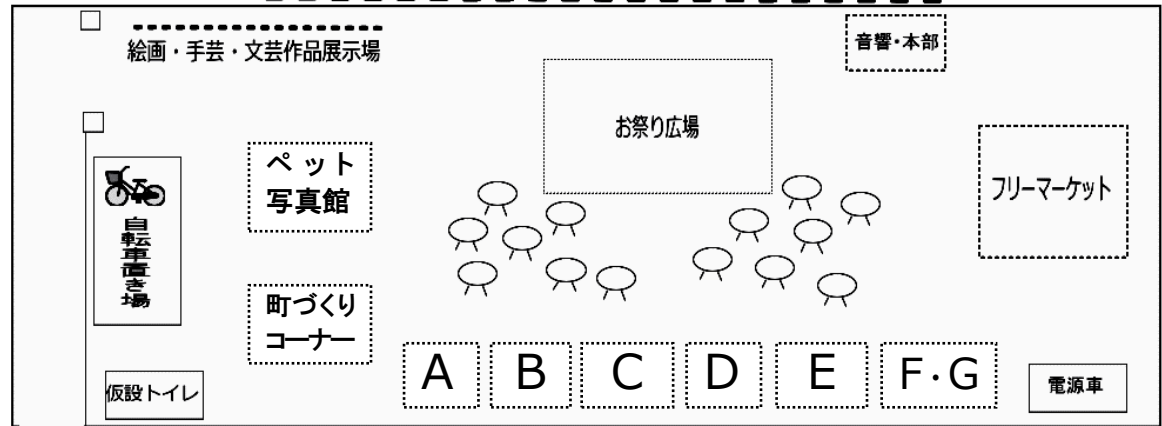 絵画・手芸・文芸作品展示場
音響・本部
お祭り広場
ペット
写真館
フリーマーケット
自転車置き場
町づくり
コーナー
仮設トイレ
A
B
C
D
E
F・G
電源車